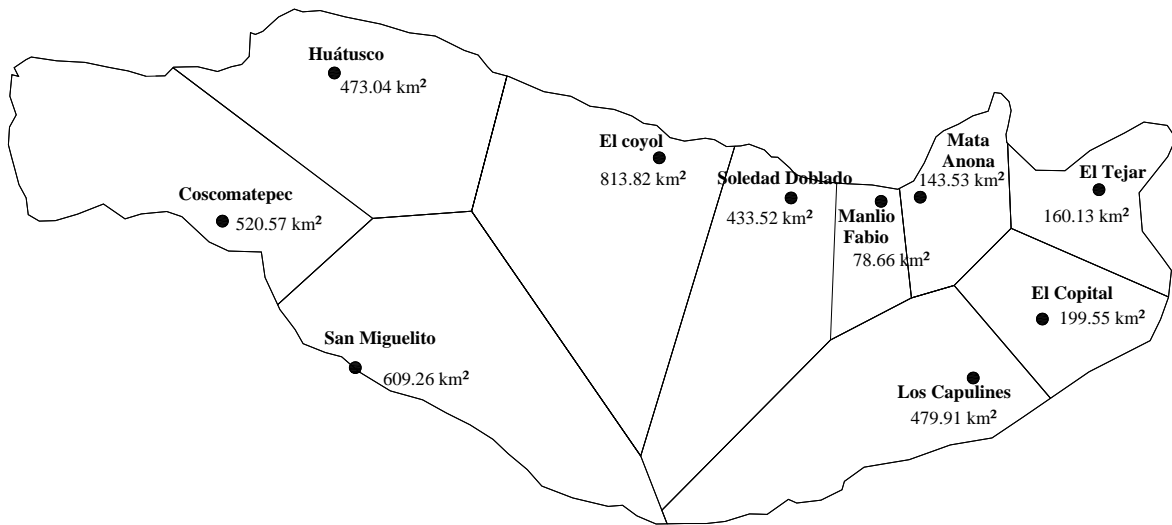 Huátusco
473.04 km²
Coscomatepec
520.57 km²
San Miguelito
609.26 km²
El coyol
813.82 km²
Soledad Doblado
433.52 km²
Manlio
Fabio
78.66 km²
Mata
Anona
143.53 km²
El Tejar
160.13 km²
El Copital
199.55 km²
Los Capulines
479.91 km²